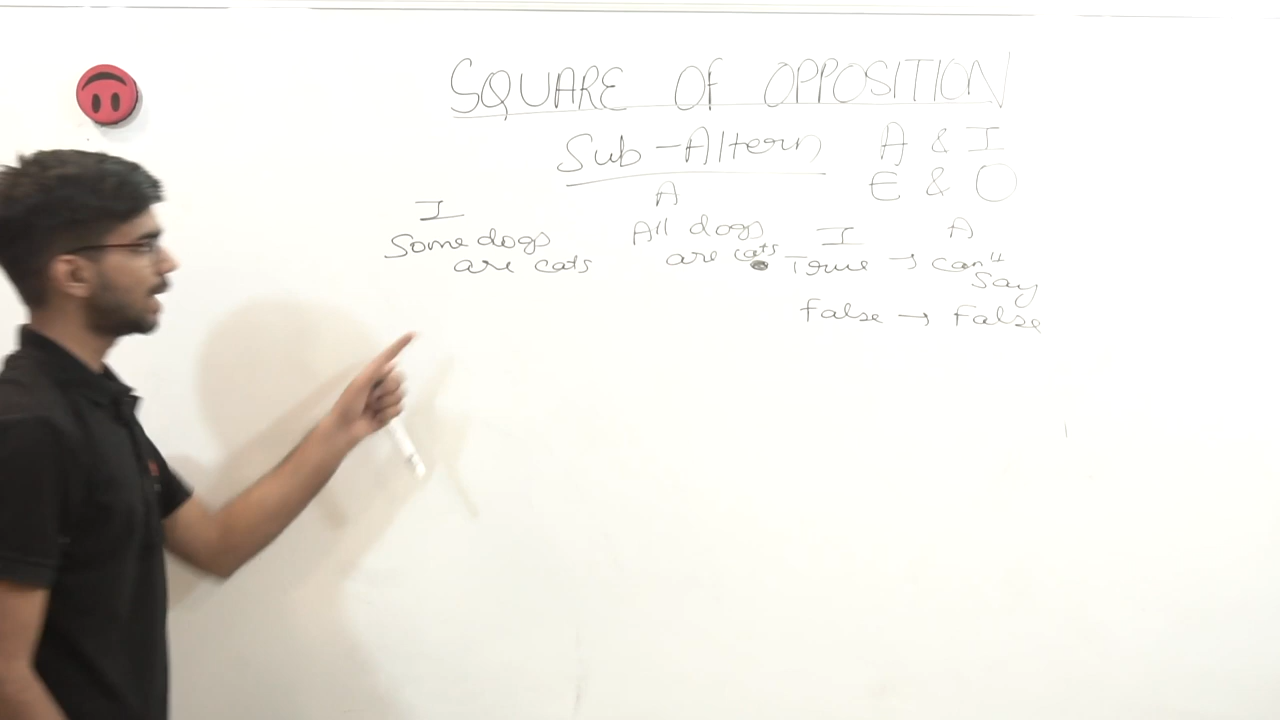 SQUARE OF OPPOSITION
Sub-Altern A & I
E & O
I
Some dogs
are cats
A
All dogs
are cats
I A
True → can't
say
false → false